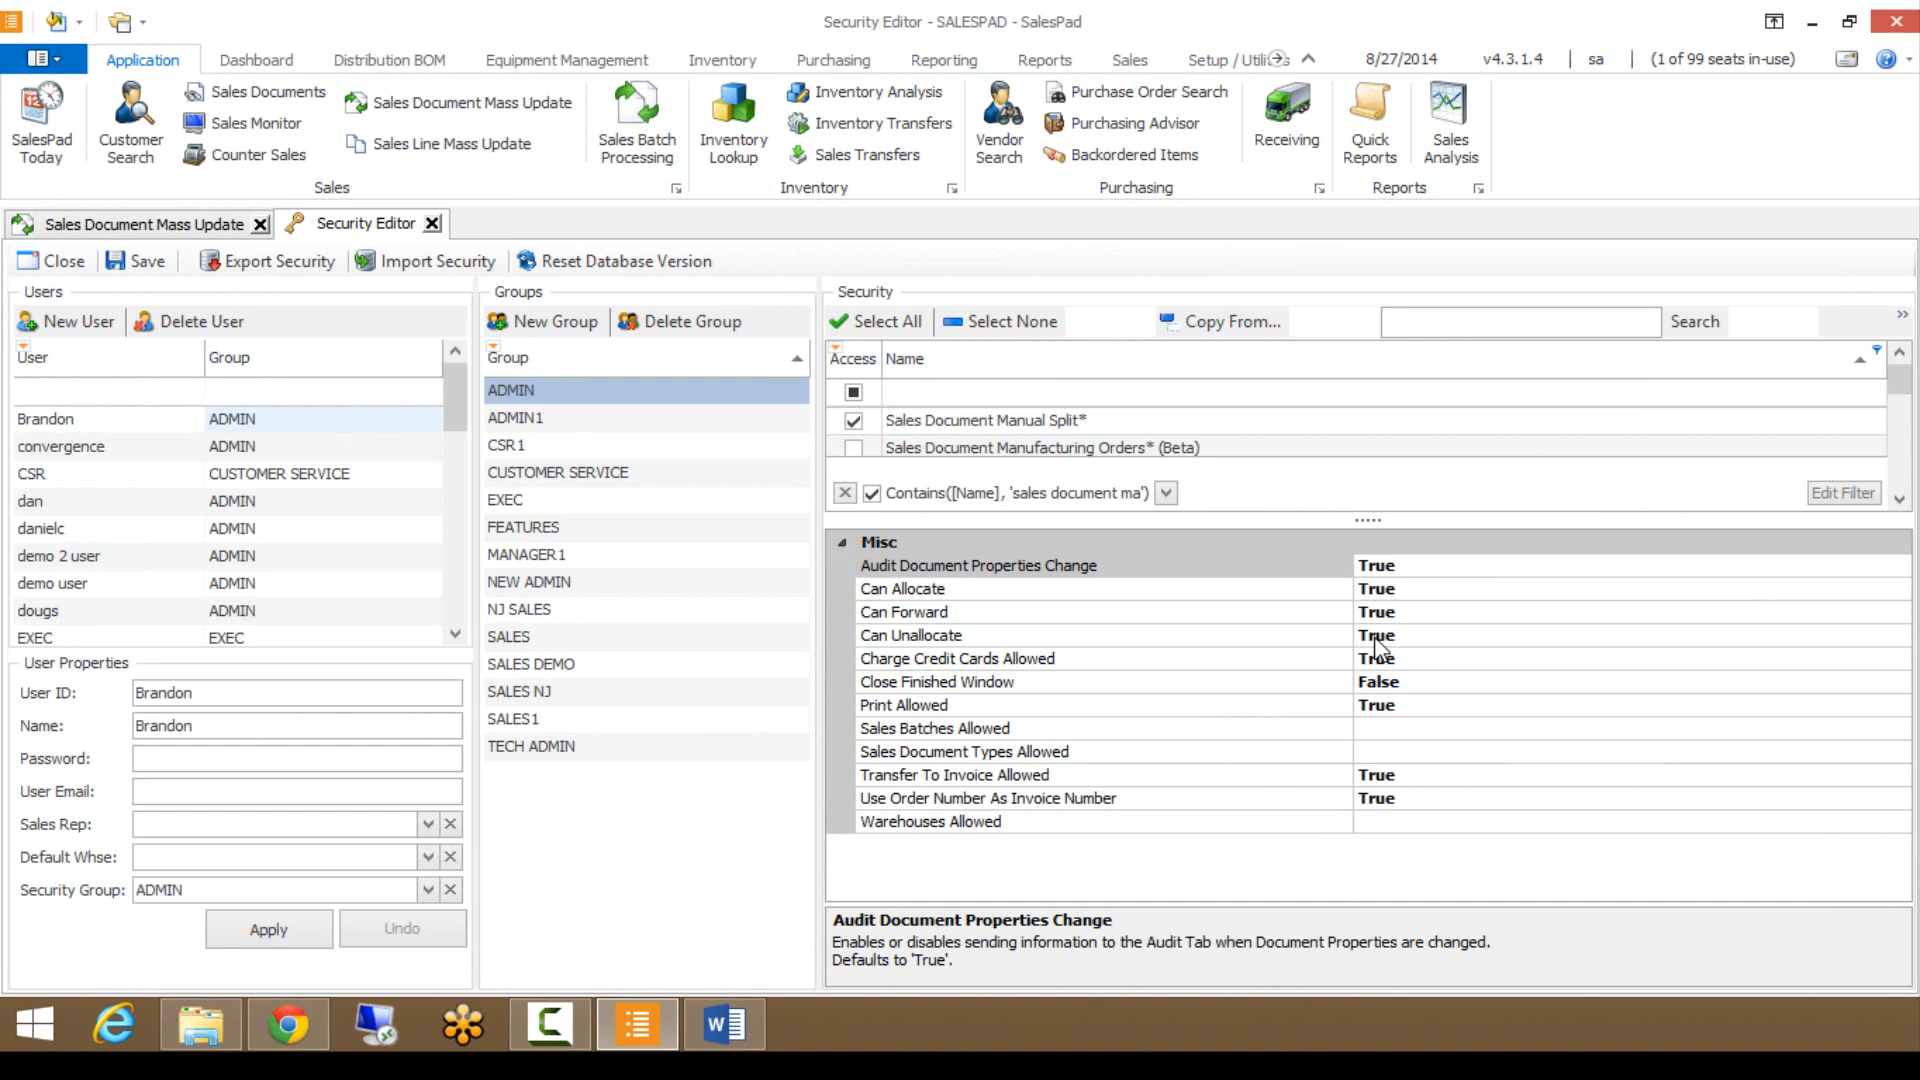 Security Editor - SALESPAD - SalesPad
Application Dashboard Distribution BOM Equipment Management Inventory Purchasing Reporting Reports Sales Setup / Utili 8/27/2014 v4.3.1.4 | sa | (1 of 99 seats in-use)
SalesPad Today
Customer Search
Sales Documents
Sales Monitor
Counter Sales
Sales Document Mass Update
Sales Line Mass Update
Sales Batch Processing
Inventory Lookup
Inventory Analysis
Inventory Transfers
Sales Transfers
Vendor Search
Purchase Order Search
Purchasing Advisor
Backordered Items
Receiving
Quick Reports
Sales Analysis
Sales Inventory Purchasing Reports
Sales Document Mass Update Security Editor
Close Save Export Security Import Security Reset Database Version
Users
New User Delete User
User Group
Brandon ADMIN
convergence ADMIN
CSR CUSTOMER SERVICE
dan ADMIN
danielc ADMIN
demo 2 user ADMIN
demo user ADMIN
dougs ADMIN
EXEC EXEC
User Properties
User ID: Brandon
Name: Brandon
Password:
User Email:
Sales Rep:
Default Whse:
Security Group: ADMIN
Apply Undo
Groups
New Group Delete Group
Group
ADMIN
ADMIN1
CSR1
CUSTOMER SERVICE
EXEC
FEATURES
MANAGER1
NEW ADMIN
NJ SALES
SALES
SALES DEMO
SALES NJ
SALES1
TECH ADMIN
Security
Select All Select None Copy From... Search
Access Name
Sales Document Manual Split*
Sales Document Manufacturing Orders* (Beta)
Contains([Name], 'sales document ma') Edit Filter
Misc
Audit Document Properties Change True
Can Allocate True
Can Forward True
Can Unallocate True
Charge Credit Cards Allowed True
Close Finished Window False
Print Allowed True
Sales Batches Allowed
Sales Document Types Allowed
Transfer To Invoice Allowed True
Use Order Number As Invoice Number True
Warehouses Allowed
Audit Document Properties Change
Enables or disables sending information to the Audit Tab when Document Properties are changed.
Defaults to 'True'.